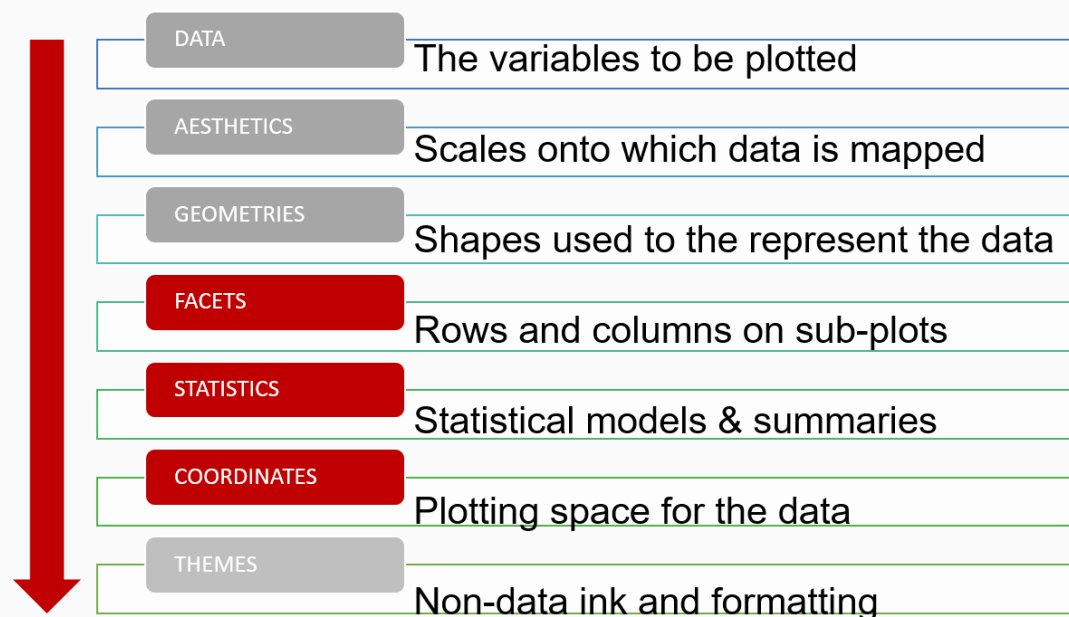 DATA
The variables to be plotted
AESTHETICS
Scales onto which data is mapped
GEOMETRIES
Shapes used to the represent the data
FACETS
Rows and columns on sub-plots
STATISTICS
Statistical models & summaries
COORDINATES
Plotting space for the data
THEMES
Non-data ink and formatting